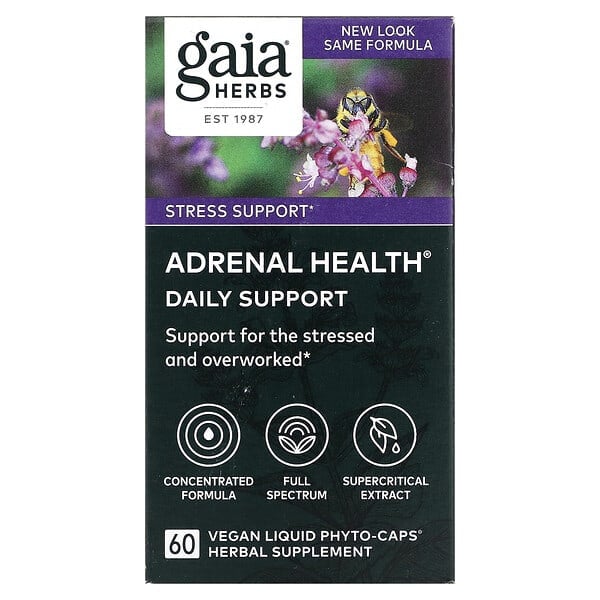 gaia®
HERBS
EST 1987
NEW LOOK
SAME FORMULA
STRESS SUPPORT*
ADRENAL HEALTH®
DAILY SUPPORT
Support for the stressed
and overworked*
CONCENTRATED
FORMULA
FULL
SPECTRUM
SUPERCRITICAL
EXTRACT
60 VEGAN LIQUID PHYTO-CAPS®
HERBAL SUPPLEMENT